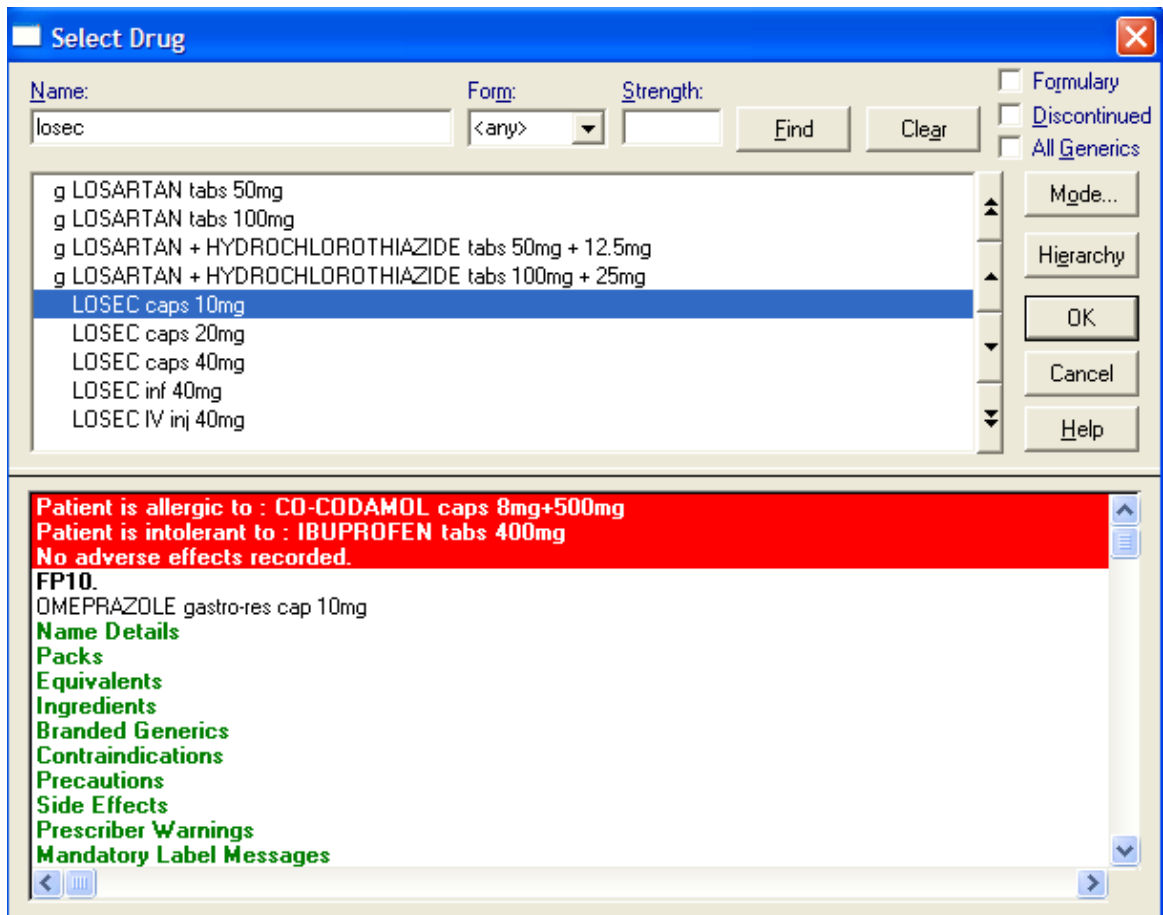 Select Drug
Name:
Form:
Strength:
Formulary
losec
<any>
Find
Clear
Discontinued
All Generics
g LOSARTAN tabs 50mg
g LOSARTAN tabs 100mg
g LOSARTAN + HYDROCHLOROTHIAZIDE tabs 50mg + 12.5mg
g LOSARTAN + HYDROCHLOROTHIAZIDE tabs 100mg + 25mg
LOSEC caps 10mg
LOSEC caps 20mg
LOSEC caps 40mg
LOSEC inf 40mg
LOSEC IV inj 40mg
Mode...
Hierarchy
OK
Cancel
Help
Patient is allergic to : CO-CODAMOL caps 8mg+500mg
Patient is intolerant to : IBUPROFEN tabs 400mg
No adverse effects recorded.
FP10.
OMEPRAZOLE gastro-res cap 10mg
Name Details
Packs
Equivalents
Ingredients
Branded Generics
Contraindications
Precautions
Side Effects
Prescriber Warnings
Mandatory Label Messages